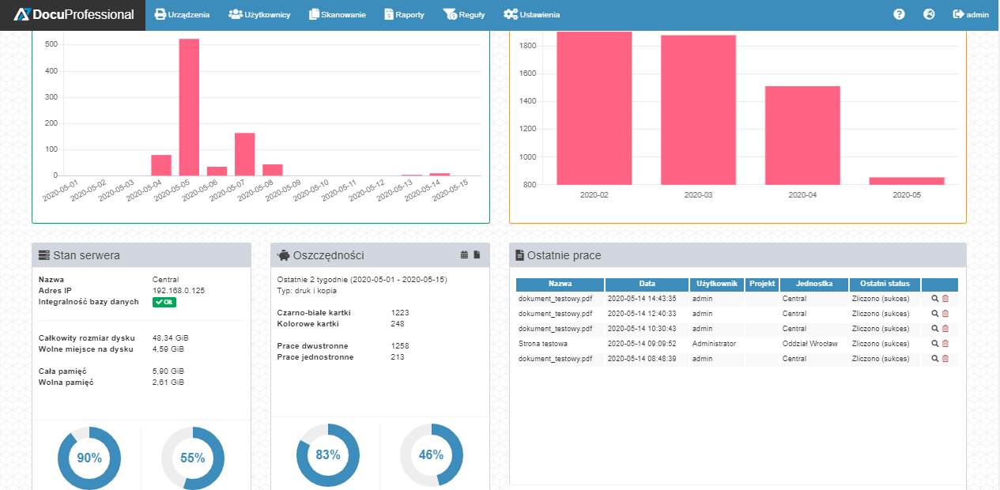 DocuProfessional Urządzenia Użytkownicy Skanowanie Raporty Reguły Ustawienia admin
500
400
300
200
100
0
2020-05-01 2020-05-02 2020-05-03 2020-05-04 2020-05-05 2020-05-06 2020-05-07 2020-05-08 2020-05-09 2020-05-10 2020-05-11 2020-05-12 2020-05-13 2020-05-14 2020-05-15
1800
1600
1400
1200
1000
800
2020-02 2020-03 2020-04 2020-05
Stan serwera
Nazwa Central
Adres IP 192.168.0.125
Integralność bazy danych Ok
Całkowity rozmiar dysku 48,34 GiB
Wolne miejsce na dysku 4,59 GiB
Cała pamięć 5,90 GiB
Wolna pamięć 2,61 GiB
90% 55%
Oszczędności
Ostatnie 2 tygodnie (2020-05-01 - 2020-05-15)
Typ: druk i kopia
Czarno-białe kartki 1223
Kolorowe kartki 248
Prace dwustronne 1258
Prace jednostronne 213
83% 46%
Ostatnie prace
Nazwa Data Użytkownik Projekt Jednostka Ostatni status
dokument_testowy.pdf 2020-05-14 14:43:35 admin Central Zliczono (sukces)
dokument_testowy.pdf 2020-05-14 12:40:33 admin Central Zliczono (sukces)
dokument_testowy.pdf 2020-05-14 10:30:43 admin Central Zliczono (sukces)
Strona testowa 2020-05-14 09:09:52 Administrator Oddział Wrocław Zliczono (sukces)
dokument_testowy.pdf 2020-05-14 08:48:39 admin Central Zliczono (sukces)